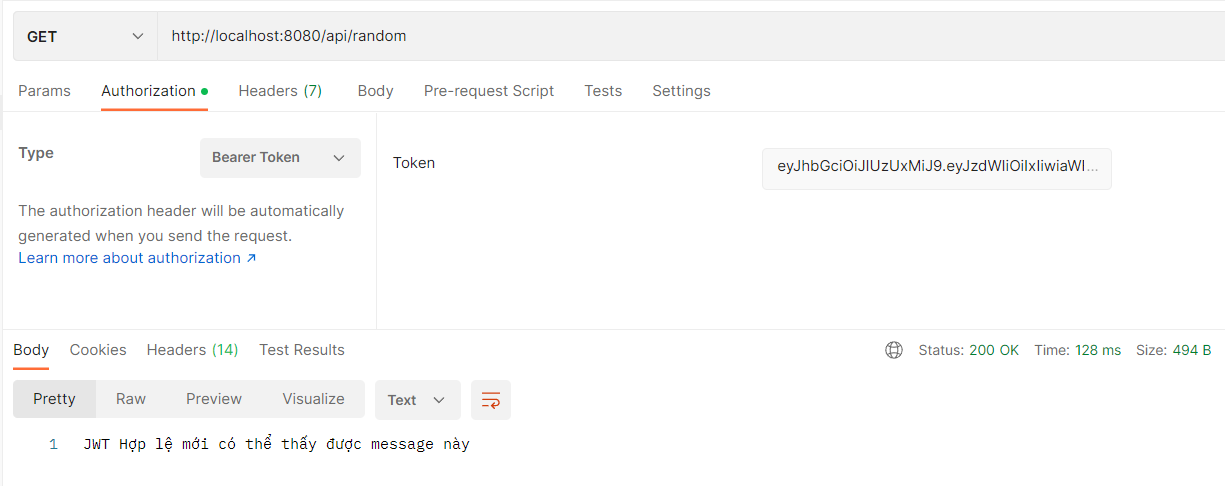 GET http://localhost:8080/api/random
Params Authorization Headers (7) Body Pre-request Script Tests Settings
Type Bearer Token
Token eyJhbGciOiJIUzUxMiJ9.eyJzdWIiOiIxIiwiaWI...
The authorization header will be automatically
generated when you send the request.
Learn more about authorization ↗
Body Cookies Headers (14) Test Results Status: 200 OK Time: 128 ms Size: 494 B
Pretty Raw Preview Visualize Text
1 JWT Hợp lệ mới có thể thấy được message này